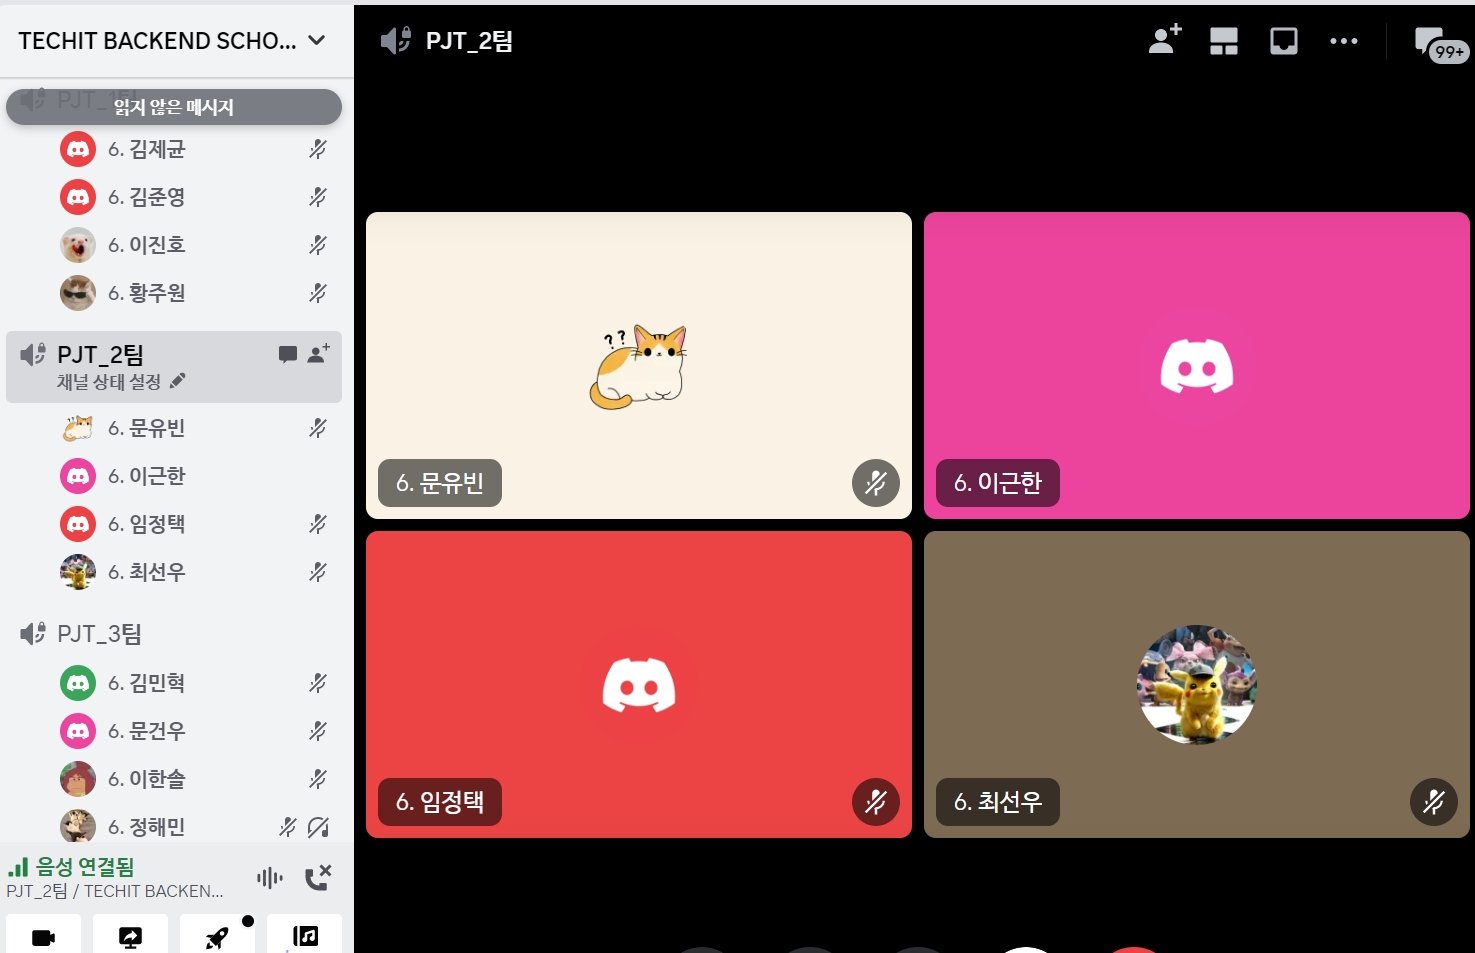 TECHIT BACKEND SCHO...
PJT_1팀
읽지 않은 메시지
6. 김제균
6. 김준영
6. 이진호
6. 황주원
PJT_2팀
채널 상태 설정
6. 문유빈
6. 이근한
6. 임정택
6. 최선우
PJT_3팀
6. 김민혁
6. 문건우
6. 이한솔
6. 정해민
음성 연결됨
PJT_2팀 / TECHIT BACKEN...
PJT_2팀
99+
??
6. 문유빈
6. 이근한
6. 임정택
6. 최선우